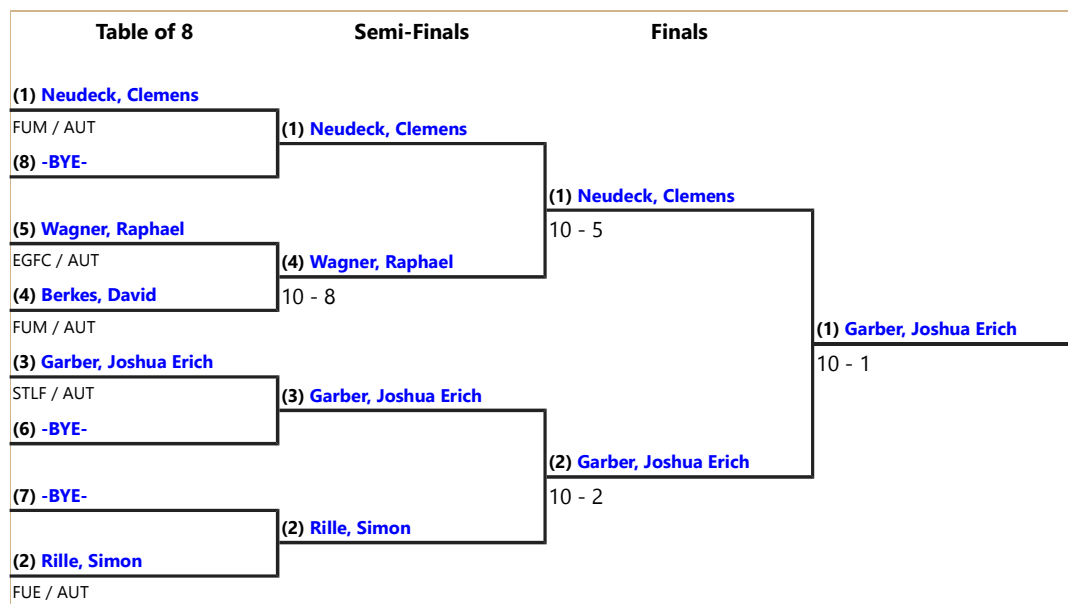 Table of 8 Semi-Finals Finals
(1) Neudeck, Clemens
FUM / AUT
(1) Neudeck, Clemens
(8) -BYE-
(1) Neudeck, Clemens
10 - 5
(5) Wagner, Raphael
EGFC / AUT
(4) Wagner, Raphael
10 - 8
(4) Berkes, David
FUM / AUT
(1) Garber, Joshua Erich
10 - 1
(3) Garber, Joshua Erich
STLF / AUT
(3) Garber, Joshua Erich
(6) -BYE-
(2) Garber, Joshua Erich
10 - 2
(7) -BYE-
(2) Rille, Simon
(2) Rille, Simon
FUE / AUT